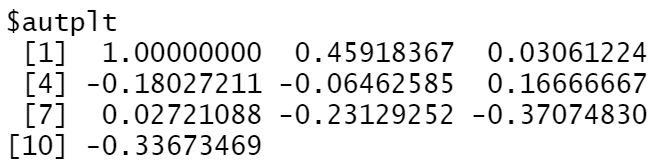 $autplt
[1] 1.00000000 0.45918367 0.03061224
[4] -0.18027211 -0.06462585 0.16666667
[7] 0.02721088 -0.23129252 -0.37074830
[10] -0.33673469